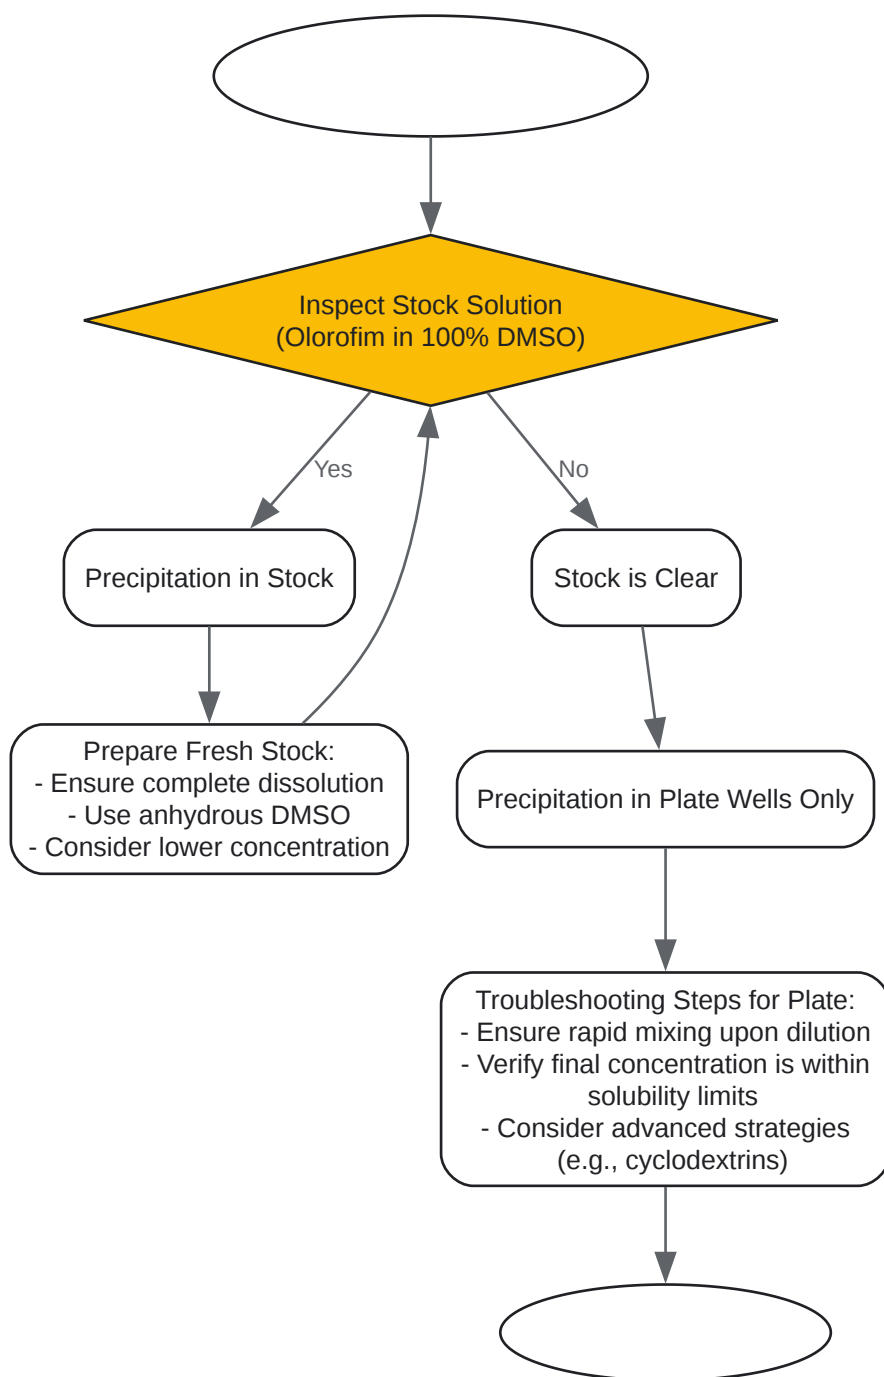 Inspect Stock Solution
(Olorofim in 100% DMSO)
Yes
No
Precipitation in Stock
Stock is Clear
Prepare Fresh Stock:
- Ensure complete dissolution
- Use anhydrous DMSO
- Consider lower concentration
Precipitation in Plate Wells Only
Troubleshooting Steps for Plate:
- Ensure rapid mixing upon dilution
- Verify final concentration is within
solubility limits
- Consider advanced strategies
(e.g., cyclodextrins)